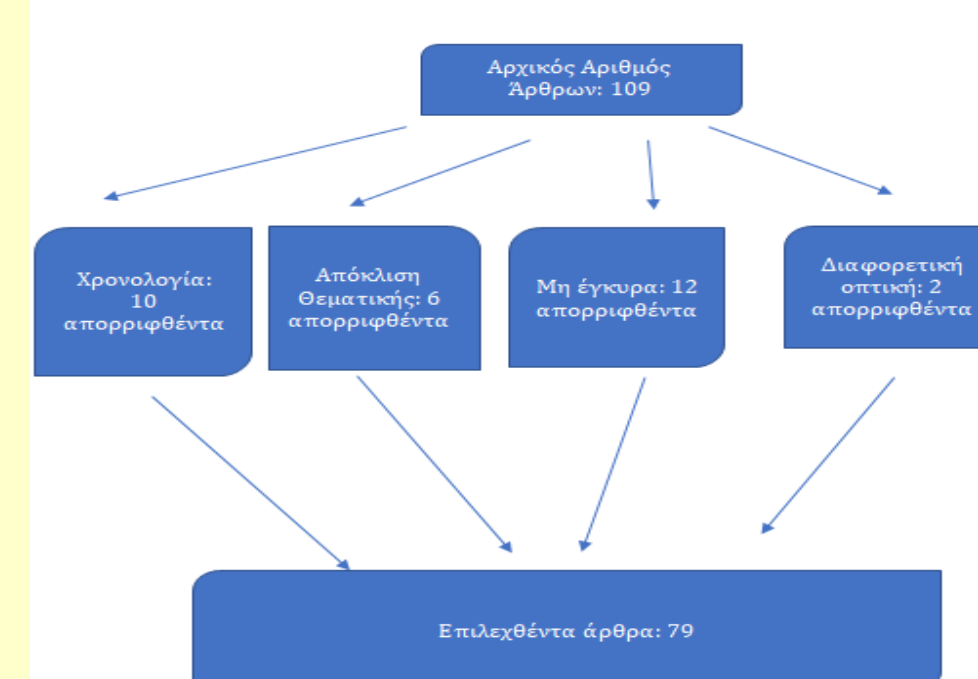 Αρχικός Αριθμός
Άρθρων: 109
Χρονολογία:
10
απορριφθέντα
Απόκλιση
Θεματικής: 6
απορριφθέντα
Μη έγκυρα: 12
απορριφθέντα
Διαφορετική
οπτική: 2
απορριφθέντα
Επιλεχθέντα άρθρα: 79